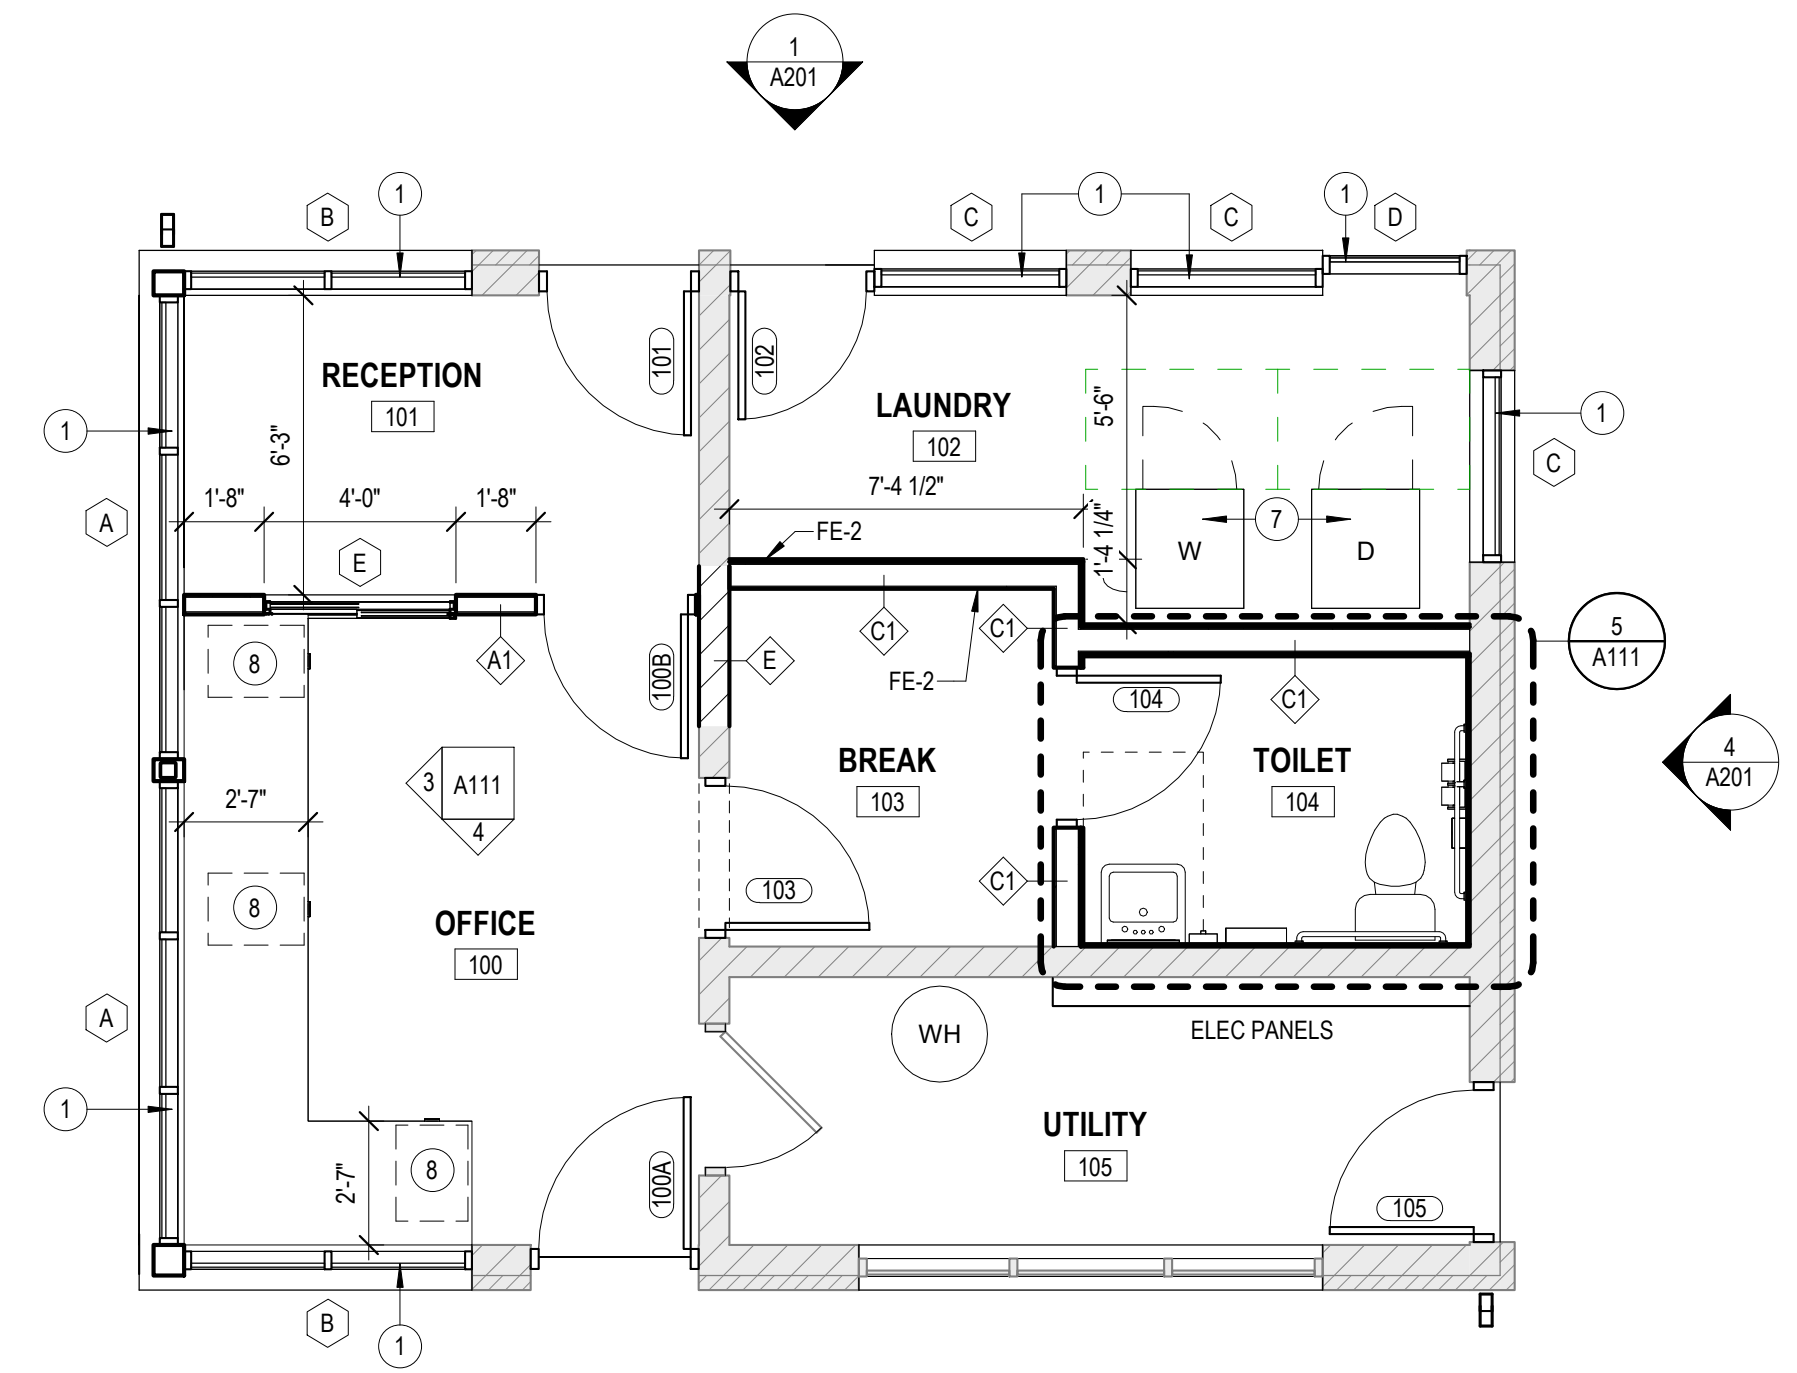 1
A201
B
1
C
1
C
1
D
RECEPTION
101
101
102
LAUNDRY
102
5'-6"
1
1
6'-3"
C
1'-8"
4'-0"
1'-8"
7'-4 1/2"
A
FE-2
1'-4 1/4"
W
7
D
E
C1
C1
5
A111
8
A1
100B
E
FE-2
104
C1
3
A111
4
BREAK
103
TOILET
104
4
A201
2'-7"
8
103
C1
OFFICE
100
A
WH
ELEC PANELS
1
UTILITY
105
2'-7"
8
100A
105
B
1